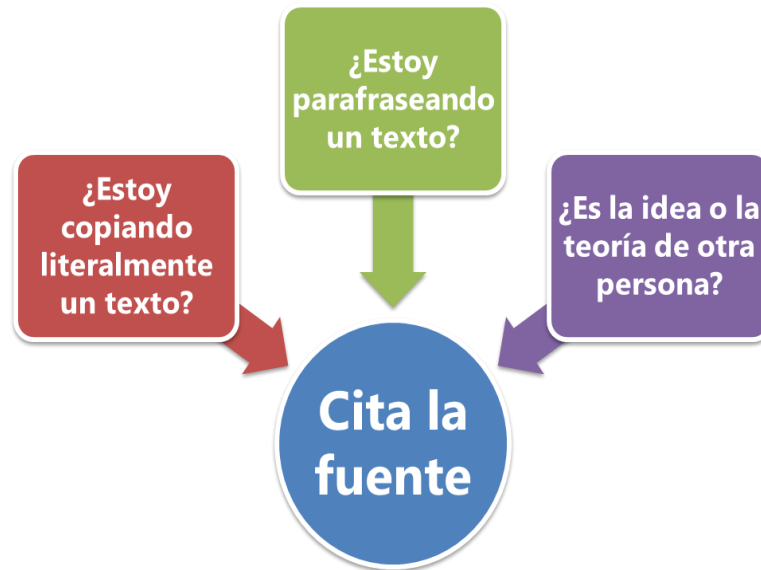 ¿Estoy
parafraseando
un texto?
¿Estoy
copiando
literalmente
un texto?
¿Es la idea o la
teoría de otra
persona?
Cita la
fuente